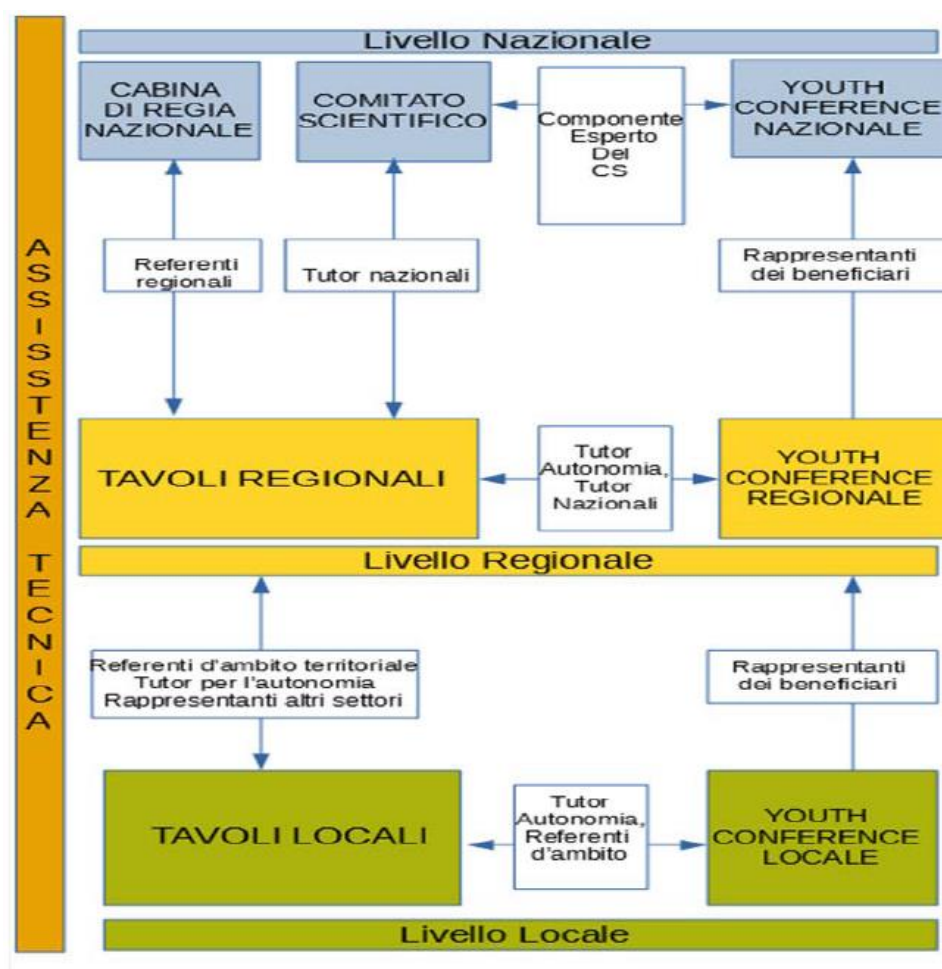 Livello Nazionale
CABINA
DI REGIA
NAZIONALE
COMITATO
SCIENTIFICO
Componente
Esperto
Del
CS
YOUTH
CONFERENCE
NAZIONALE
Referenti
regionali
Tutor nazionali
Rappresentanti
dei beneficiari
TAVOLI REGIONALI
Tutor
Autonomia,
Tutor
Nazionali
YOUTH
CONFERENCE
REGIONALE
Livello Regionale
Referenti d'ambito territoriale
Tutor per l'autonomia
Rappresentanti altri settori
Rappresentanti
dei beneficiari
TAVOLI LOCALI
Tutor
Autonomia,
Referenti
d'ambito
YOUTH
CONFERENCE
LOCALE
Livello Locale
ASSISSTENZA TECNICA